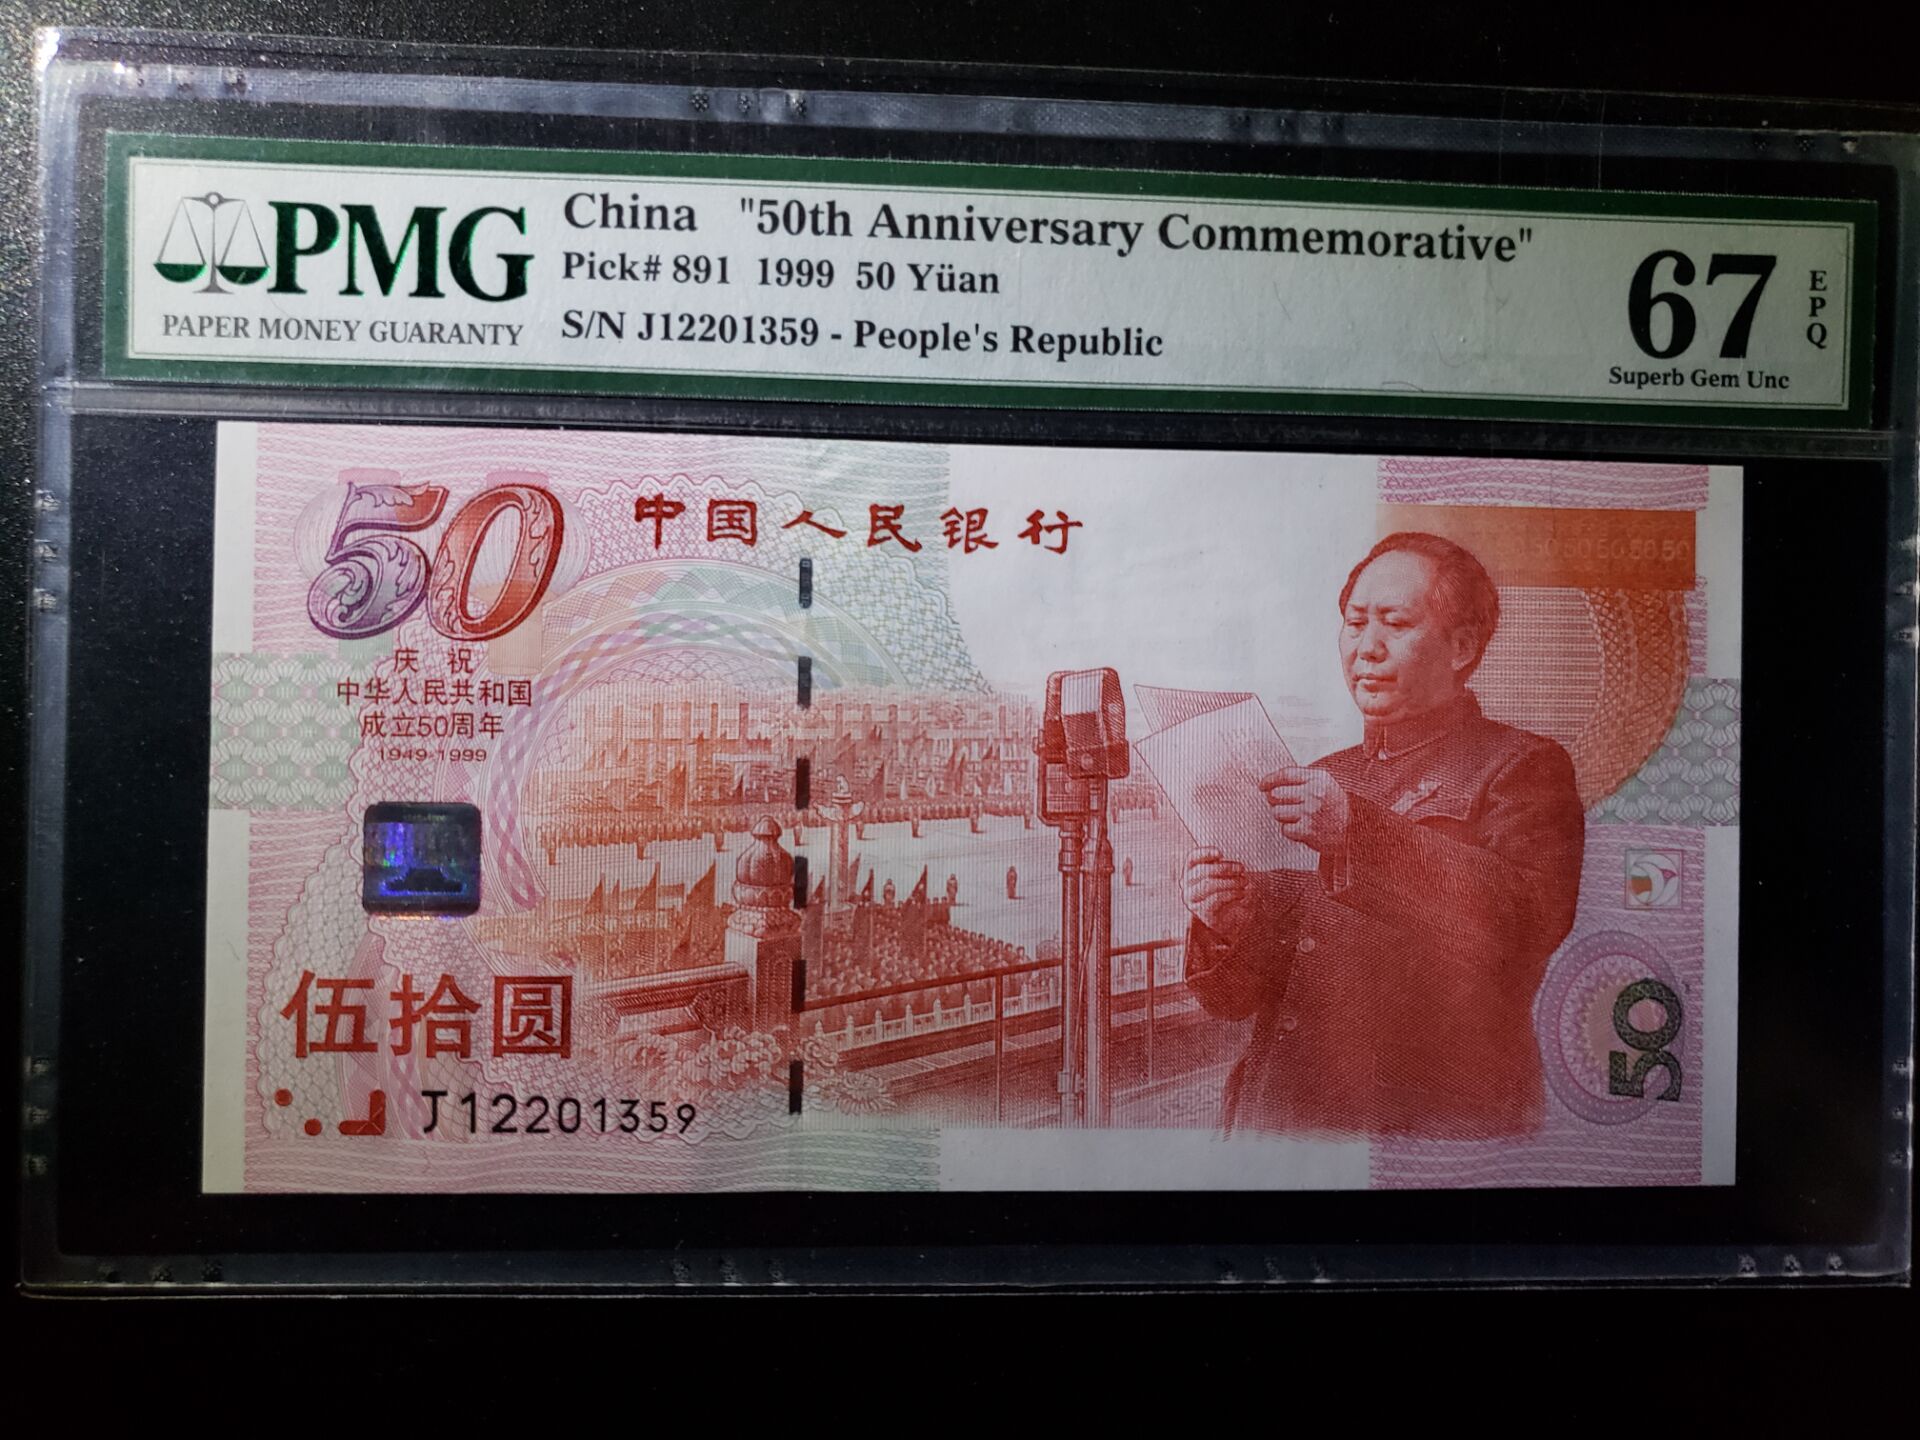 PMG
PAPER MONEY GUARANTY
China "50th Anniversary Commemorative"
Pick# 891 1999 50 Yüan
S/N J12201359 - People's Republic
67
EPQ
Superb Gem Unc
50
中国人民银行
505050505050
庆 祝
中华人民共和国
成立50周年
1949-1999
伍拾圆
J12201359
50